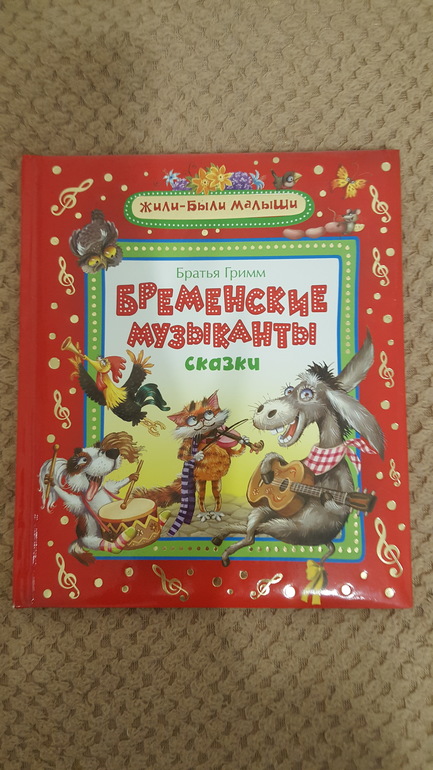 Жили-были малыши
Братья Гримм
БРЕМЕНСКИЕ
МУЗЫКАНТЫ
сказки